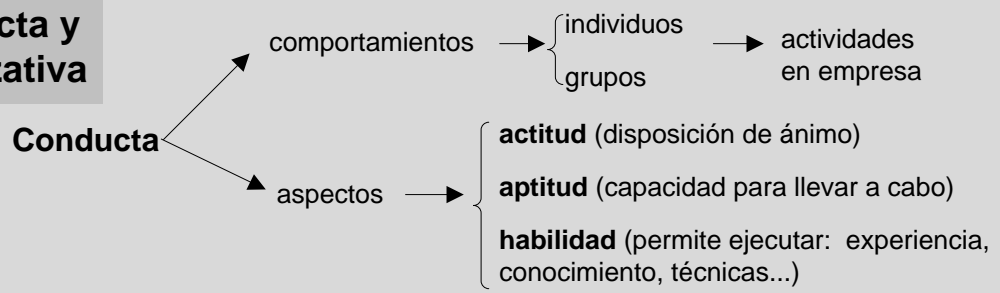 cta y
zativa
Conducta
comportamientos
individuos
grupos
actividades
en empresa
aspectos
actitud (disposición de ánimo)
aptitud (capacidad para llevar a cabo)
habilidad (permite ejecutar: experiencia,
conocimiento, técnicas...)